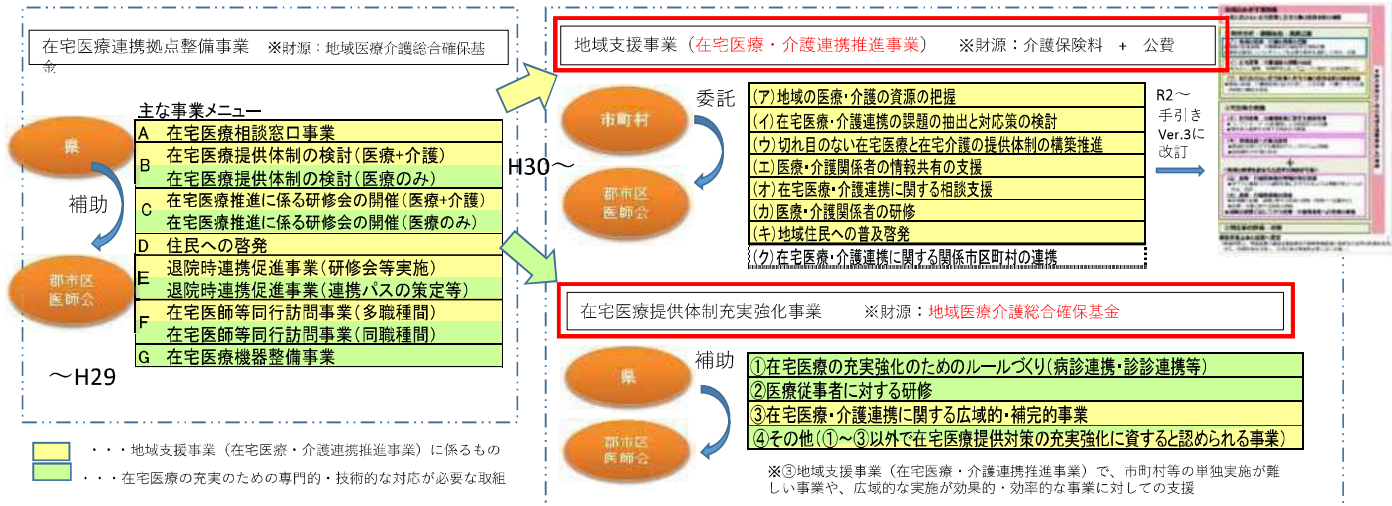 在宅医療連携拠点整備事業 ※財源：地域医療介護総合確保基
金
主な事業メニュー
県
補助
郡市区
医師会
A 在宅医療相談窓口事業
B 在宅医療提供体制の検討(医療+介護)
在宅医療提供体制の検討(医療のみ)
C 在宅医療推進に係る研修会の開催(医療+介護)
在宅医療推進に係る研修会の開催(医療のみ)
D 住民への啓発
E 退院時連携促進事業(研修会等実施)
退院時連携促進事業(連携パスの策定等)
F 在宅医師等同行訪問事業(多職種間)
在宅医師等同行訪問事業(同職種間)
G 在宅医療機器整備事業
～H29
・・・地域支援事業（在宅医療・介護連携推進事業）に係るもの
・・・在宅医療の充実のための専門的・技術的な対応が必要な取組
H30～
地域支援事業（在宅医療・介護連携推進事業） ※財源：介護保険料 + 公費
市町村
委託
郡市区
医師会
(ア)地域の医療・介護の資源の把握
(イ)在宅医療・介護連携の課題の抽出と対応策の検討
(ウ)切れ目のない在宅医療と在宅介護の提供体制の構築推進
(エ)医療・介護関係者の情報共有の支援
(オ)在宅医療・介護連携に関する相談支援
(カ)医療・介護関係者の研修
(キ)地域住民への普及啓発
(ク)在宅医療・介護連携に関する関係市区町村の連携
R2～
手引き
Ver.3に
改訂
在宅医療提供体制充実強化事業 ※財源：地域医療介護総合確保基金
県
補助
郡市区
医師会
①在宅医療の充実強化のためのルールづくり(病診連携・診診連携等)
②医療従事者に対する研修
③在宅医療・介護連携に関する広域的・補完的事業
④その他(①～③以外で在宅医療提供対策の充実強化に資すると認められる事業)
※③地域支援事業（在宅医療・介護連携推進事業）で、市町村等の単独実施が難
しい事業や、広域的な実施が効果的・効率的な事業に対しての支援